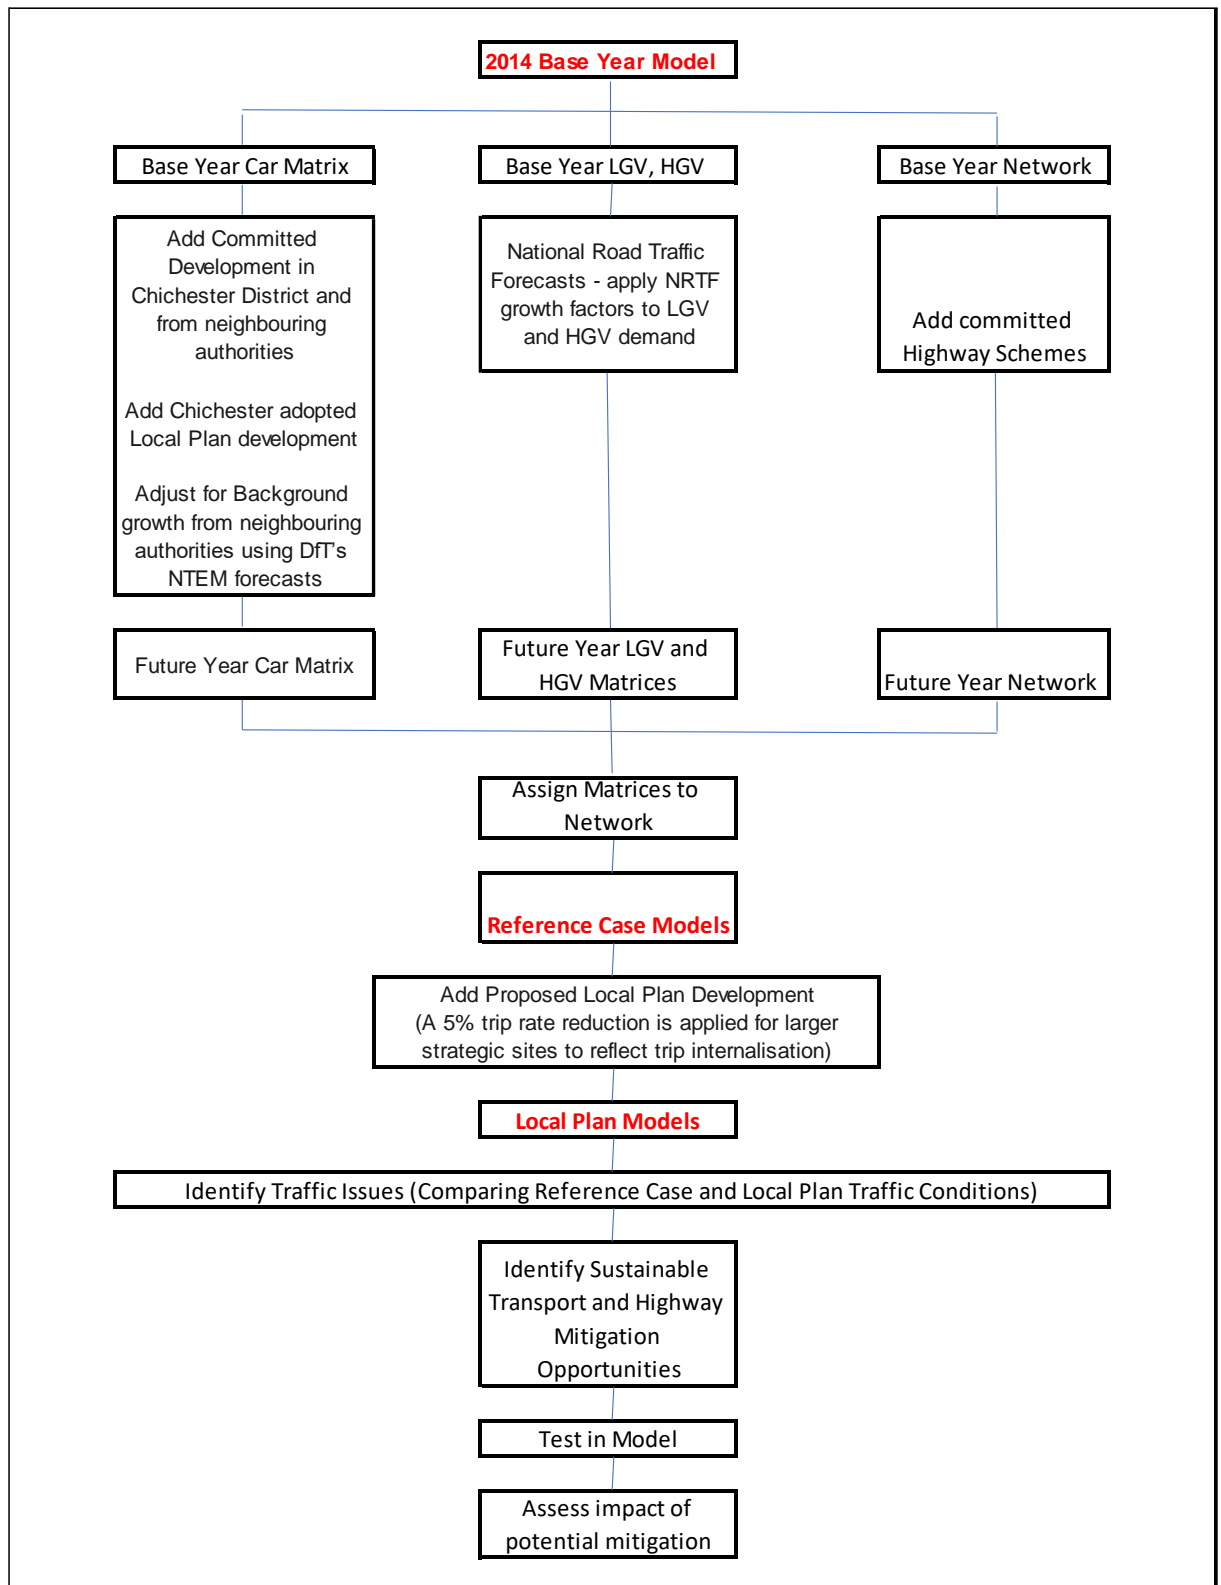 2014 Base Year Model
Base Year Car Matrix
Base Year LGV, HGV
Base Year Network
Add Committed
Development in
Chichester District and
from neighbouring
authorities
Add Chichester adopted
Local Plan development
Adjust for Background
growth from neighbouring
authorities using DfT's
NTEM forecasts
National Road Traffic
Forecasts - apply NRTF
growth factors to LGV
and HGV demand
Add committed
Highway Schemes
Future Year Car Matrix
Future Year LGV and
HGV Matrices
Future Year Network
Assign Matrices to
Network
Reference Case Models
Add Proposed Local Plan Development
(A 5% trip rate reduction is applied for larger
strategic sites to reflect trip internalisation)
Local Plan Models
Identify Traffic Issues (Comparing Reference Case and Local Plan Traffic Conditions)
Identify Sustainable
Transport and Highway
Mitigation
Opportunities
Test in Model
Assess impact of
potential mitigation